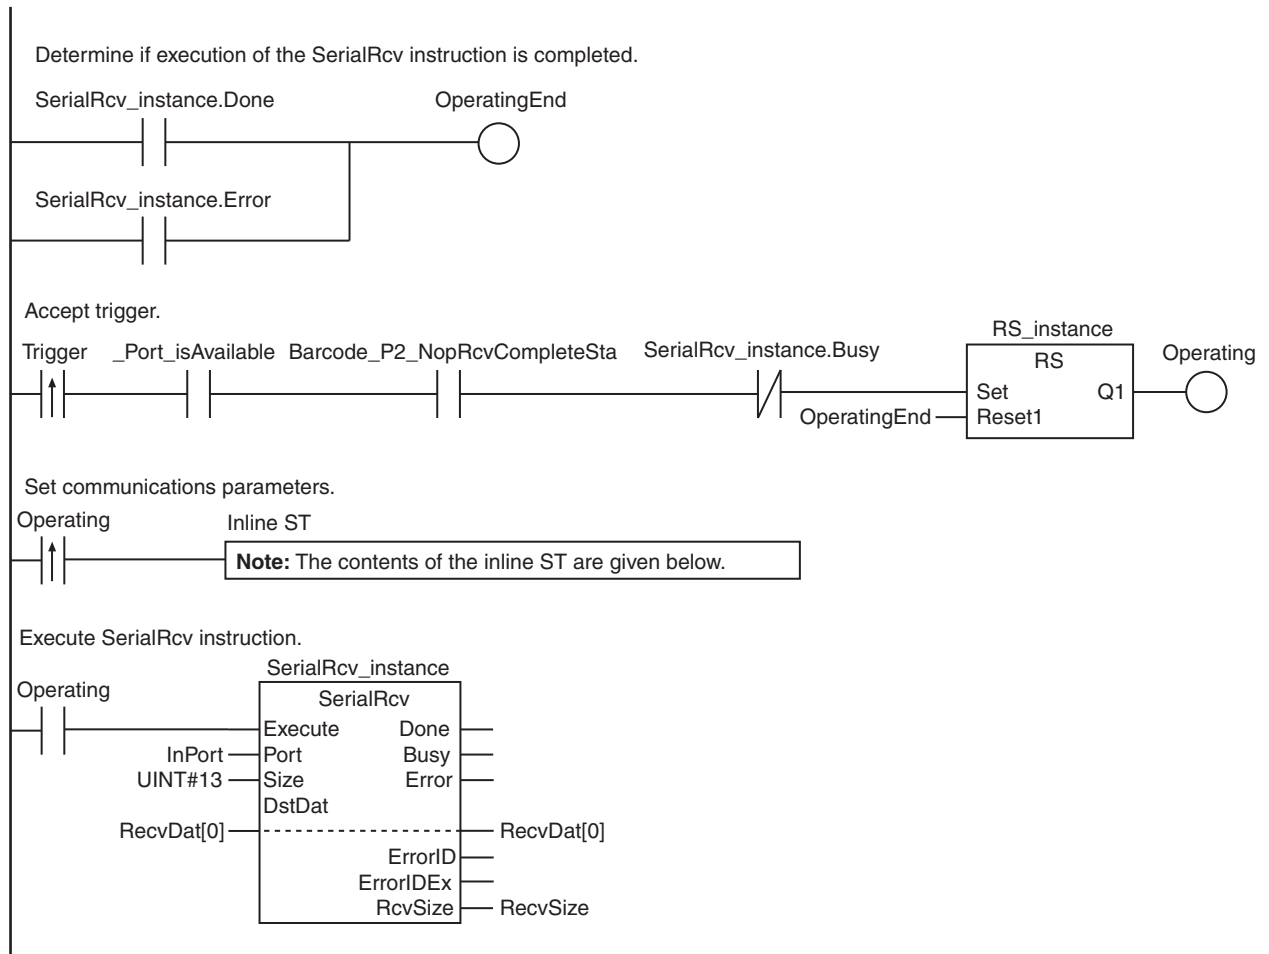 Determine if execution of the SerialRcv instruction is completed.
SerialRcv_instance.Done OperatingEnd
SerialRcv_instance.Error
Accept trigger.
RS_instance
Trigger _Port_isAvailable Barcode_P2_NopRcvCompleteSta SerialRcv_instance.Busy RS Operating
Set Q1
OperatingEnd Reset1
Set communications parameters.
Operating Inline ST
Note: The contents of the inline ST are given below.
Execute SerialRcv instruction.
SerialRcv_instance
Operating SerialRcv
Execute Done
InPort Port Busy
UINT#13 Size Error
DstDat
RecvDat[0] RecvDat[0]
ErrorID
ErrorIDEx
RcvSize RecvSize